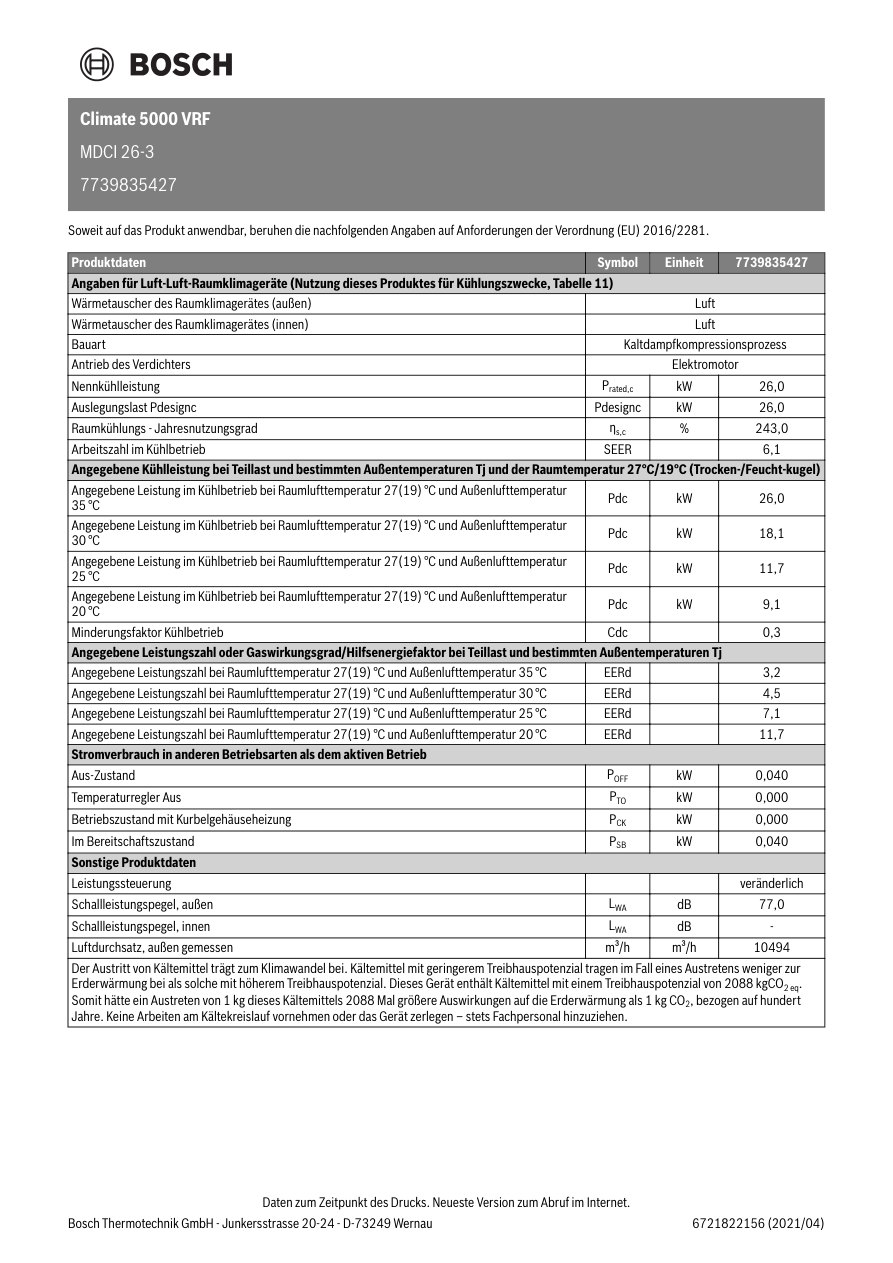 BOSCH
Climate 5000 VRF
MDCI 26-3
7739835427
Soweit auf das Produkt anwendbar, beruhen die nachfolgenden Angaben auf Anforderungen der Verordnung (EU) 2016/2281.
Produktdaten Symbol Einheit 7739835427
Angaben für Luft-Luft-Raumklimageräte (Nutzung dieses Produktes für Kühlungszwecke, Tabelle 11)
Wärmetauscher des Raumklimagerätes (außen) Luft
Wärmetauscher des Raumklimagerätes (innen) Luft
Bauart Kaltdampfkompressionsprozess
Antrieb des Verdichters Elektromotor
Nennkühlleistung Prated,c kW 26,0
Auslegungslast Pdesignc Pdesignc kW 26,0
Raumkühlungs - Jahresnutzungsgrad ηs,c % 243,0
Arbeitszahl im Kühlbetrieb SEER 6,1
Angegebene Kühlleistung bei Teillast und bestimmten Außentemperaturen Tj und der Raumtemperatur 27°C/19°C (Trocken-/Feucht-kugel)
Angegebene Leistung im Kühlbetrieb bei Raumlufttemperatur 27(19) °C und Außenlufttemperatur
35 °C Pdc kW 26,0
Angegebene Leistung im Kühlbetrieb bei Raumlufttemperatur 27(19) °C und Außenlufttemperatur
30 °C Pdc kW 18,1
Angegebene Leistung im Kühlbetrieb bei Raumlufttemperatur 27(19) °C und Außenlufttemperatur
25 °C Pdc kW 11,7
Angegebene Leistung im Kühlbetrieb bei Raumlufttemperatur 27(19) °C und Außenlufttemperatur
20 °C Pdc kW 9,1
Minderungsfaktor Kühlbetrieb Cdc 0,3
Angegebene Leistungszahl oder Gaswirkungsgrad/Hilfsenergiefaktor bei Teillast und bestimmten Außentemperaturen Tj
Angegebene Leistungszahl bei Raumlufttemperatur 27(19) °C und Außenlufttemperatur 35 °C EERd 3,2
Angegebene Leistungszahl bei Raumlufttemperatur 27(19) °C und Außenlufttemperatur 30 °C EERd 4,5
Angegebene Leistungszahl bei Raumlufttemperatur 27(19) °C und Außenlufttemperatur 25 °C EERd 7,1
Angegebene Leistungszahl bei Raumlufttemperatur 27(19) °C und Außenlufttemperatur 20 °C EERd 11,7
Stromverbrauch in anderen Betriebsarten als dem aktiven Betrieb
Aus-Zustand POFF kW 0,040
Temperaturregler Aus PTO kW 0,000
Betriebszustand mit Kurbelgehäuseheizung PCK kW 0,000
Im Bereitschaftszustand PSB kW 0,040
Sonstige Produktdaten
Leistungssteuerung veränderlich
Schallleistungspegel, außen LWA dB 77,0
Schallleistungspegel, innen LWA dB -
Luftdurchsatz, außen gemessen m³/h m³/h 10494
Der Austritt von Kältemittel trägt zum Klimawandel bei. Kältemittel mit geringerem Treibhauspotenzial tragen im Fall eines Austretens weniger zur
Erderwärmung bei als solche mit höherem Treibhauspotenzial. Dieses Gerät enthält Kältemittel mit einem Treibhauspotenzial von 2088 kgCO2 eq.
Somit hätte ein Austreten von 1 kg dieses Kältemittels 2088 Mal größere Auswirkungen auf die Erderwärmung als 1 kg CO2, bezogen auf hundert
Jahre. Keine Arbeiten am Kältekreislauf vornehmen oder das Gerät zerlegen – stets Fachpersonal hinzuziehen.
Daten zum Zeitpunkt des Drucks. Neueste Version zum Abruf im Internet.
Bosch Thermotechnik GmbH - Junkersstrasse 20-24 - D-73249 Wernau 6721822156 (2021/04)